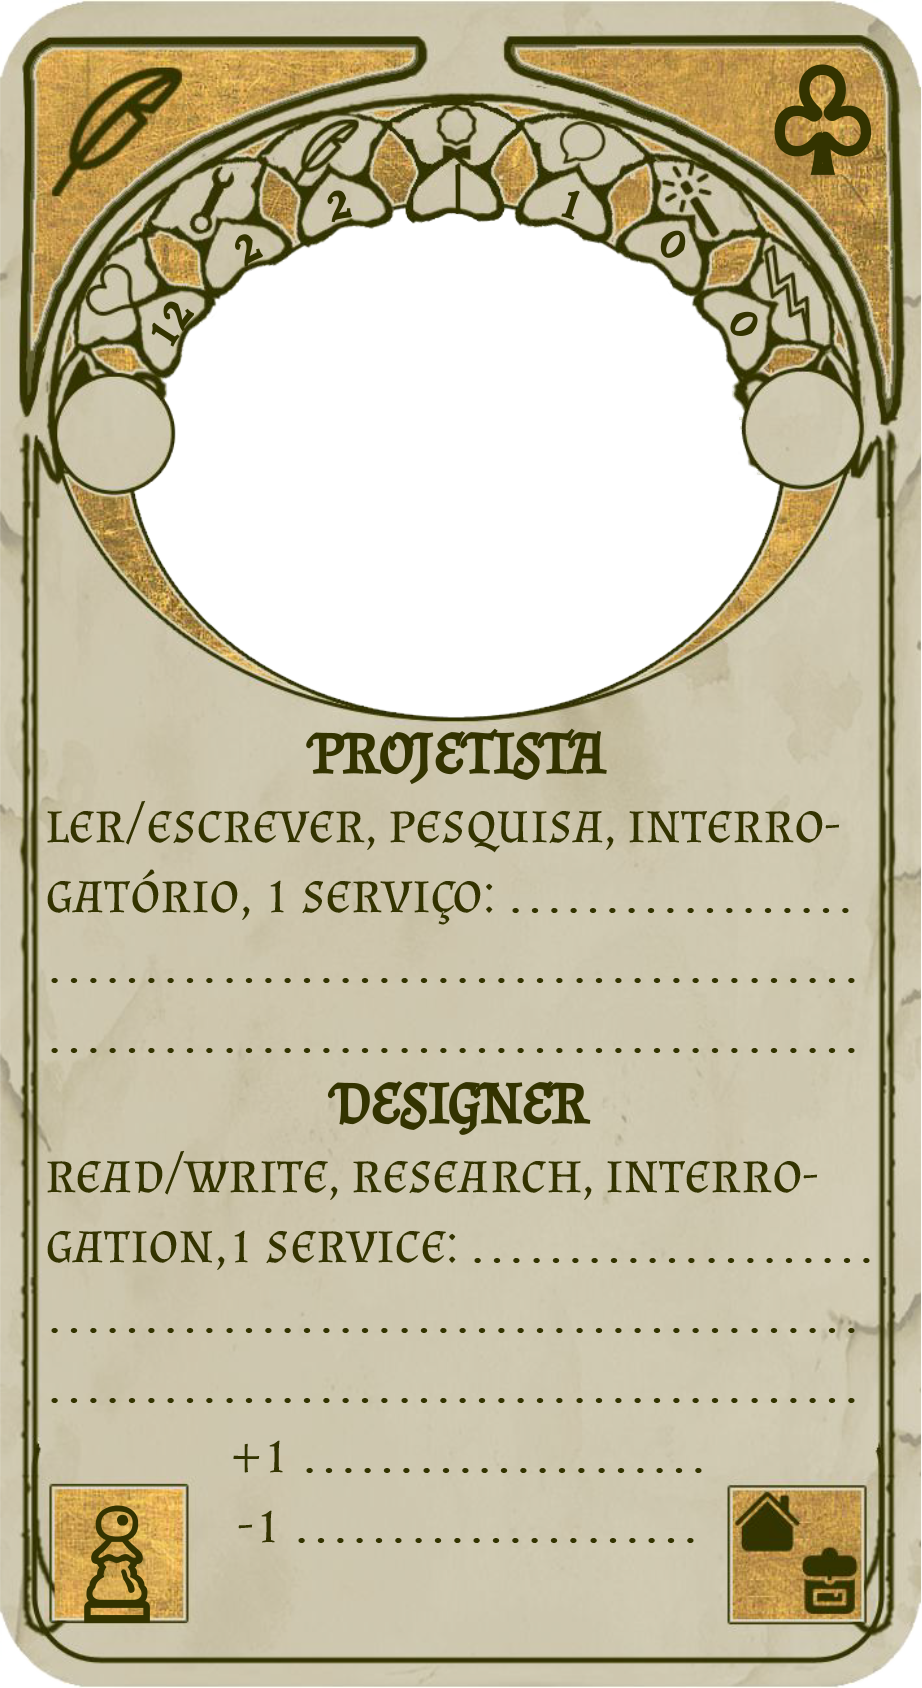 12
2
2
1
0
0
PROJETISTA
LER/ESCREVER, PESQUISA, INTERRO-
GATÓRIO, 1 SERVIÇO: ..................
..........................................
..........................................
DESIGNER
READ/WRITE, RESEARCH, INTERRO-
GATION,1 SERVICE: .....................
..........................................
..........................................
+1 .....................
-1 .....................